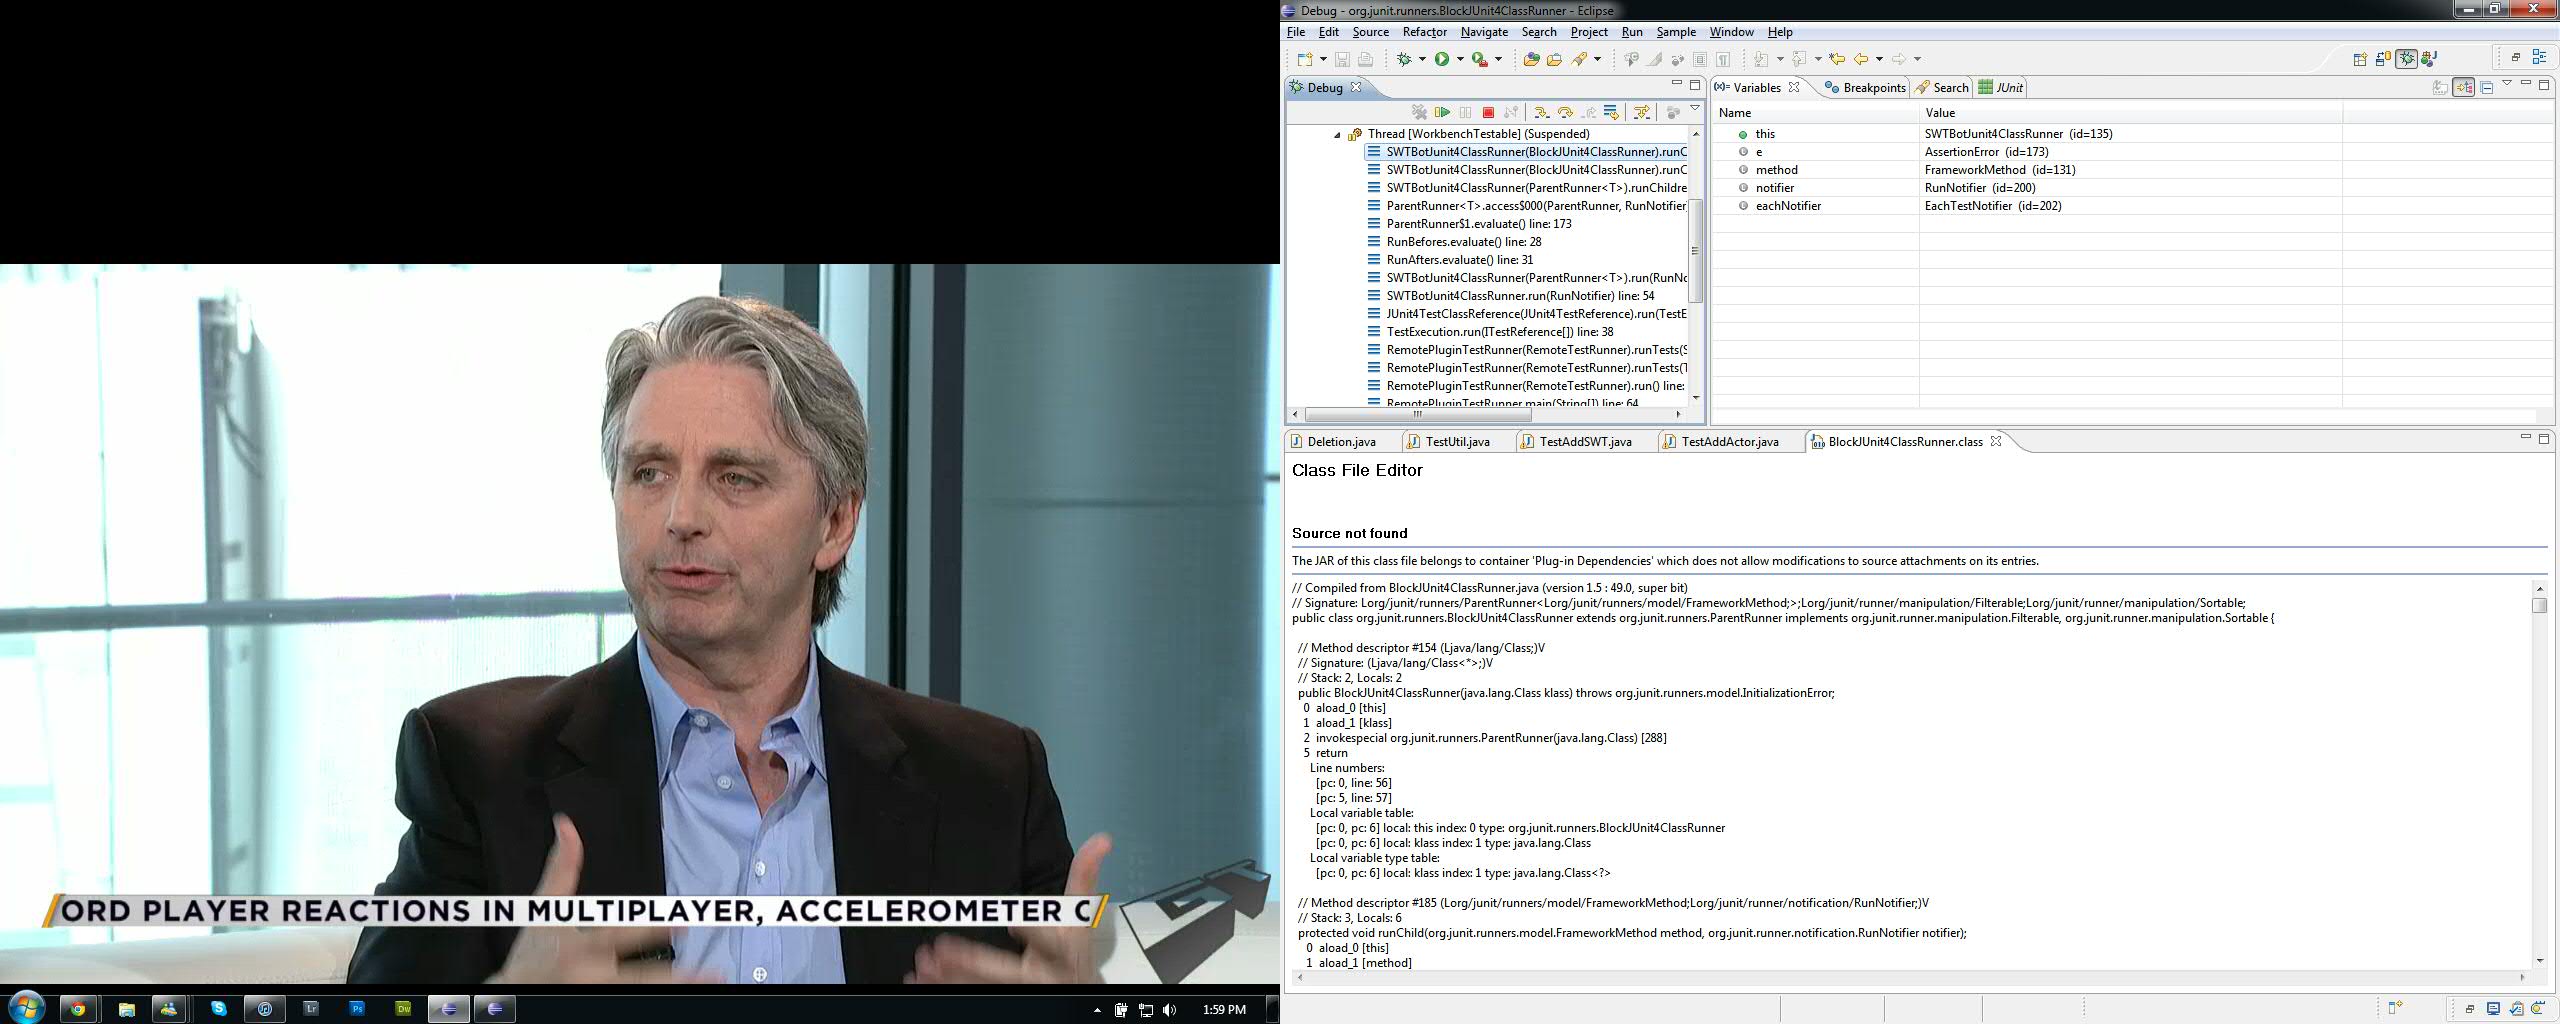 ORD PLAYER REACTIONS IN MULTIPLAYER, ACCELEROMETER C
Lr
Ps
Dw
1:59 PM
Debug - org.junit.runners.BlockJUnit4ClassRunner - Eclipse
File Edit Source Refactor Navigate Search Project Run Sample Window Help
Debug
Thread [WorkbenchTestable] (Suspended)
SWTBotJunit4ClassRunner(BlockJUnit4ClassRunner).runC
SWTBotJunit4ClassRunner(BlockJUnit4ClassRunner).runC
SWTBotJunit4ClassRunner(ParentRunner<T>).runChildre
ParentRunner<T>.access$000(ParentRunner, RunNotifier
ParentRunner$1.evaluate() line: 173
RunBefores.evaluate() line: 28
RunAfters.evaluate() line: 31
SWTBotJunit4ClassRunner(ParentRunner<T>).run(RunNo
SWTBotJunit4ClassRunner.run(RunNotifier) line: 54
JUnit4TestClassReference(JUnit4TestReference).run(TestE
TestExecution.run(ITestReference[]) line: 38
RemotePluginTestRunner(RemoteTestRunner).runTests(S
RemotePluginTestRunner(RemoteTestRunner).runTests(T
RemotePluginTestRunner(RemoteTestRunner).run() line:
RemotePluginTestRunner.main(String[]) line: 64
(x)= Variables Breakpoints Search JUnit
Name Value
this SWTBotJunit4ClassRunner (id=135)
e AssertionError (id=173)
method FrameworkMethod (id=131)
notifier RunNotifier (id=200)
eachNotifier EachTestNotifier (id=202)
Deletion.java TestUtil.java TestAddSWT.java TestAddActor.java BlockJUnit4ClassRunner.class
Class File Editor
Source not found
The JAR of this class file belongs to container 'Plug-in Dependencies' which does not allow modifications to source attachments on its entries.
// Compiled from BlockJUnit4ClassRunner.java (version 1.5 : 49.0, super bit)
// Signature: Lorg/junit/runners/ParentRunner<Lorg/junit/runners/model/FrameworkMethod;>;Lorg/junit/runner/manipulation/Filterable;Lorg/junit/runner/manipulation/Sortable;
public class org.junit.runners.BlockJUnit4ClassRunner extends org.junit.runners.ParentRunner implements org.junit.runner.manipulation.Filterable, org.junit.runner.manipulation.Sortable {
// Method descriptor #154 (Ljava/lang/Class;)V
// Signature: (Ljava/lang/Class<*>;)V
// Stack: 2, Locals: 2
public BlockJUnit4ClassRunner(java.lang.Class klass) throws org.junit.runners.model.InitializationError;
0 aload_0 [this]
1 aload_1 [klass]
2 invokespecial org.junit.runners.ParentRunner(java.lang.Class) [288]
5 return
Line numbers:
[pc: 0, line: 56]
[pc: 5, line: 57]
Local variable table:
[pc: 0, pc: 6] local: this index: 0 type: org.junit.runners.BlockJUnit4ClassRunner
[pc: 0, pc: 6] local: klass index: 1 type: java.lang.Class
Local variable type table:
[pc: 0, pc: 6] local: klass index: 1 type: java.lang.Class<?>
// Method descriptor #185 (Lorg/junit/runners/model/FrameworkMethod;Lorg/junit/runner/notification/RunNotifier;)V
// Stack: 3, Locals: 6
protected void runChild(org.junit.runners.model.FrameworkMethod method, org.junit.runner.notification.RunNotifier notifier);
0 aload_0 [this]
1 aload_1 [method]